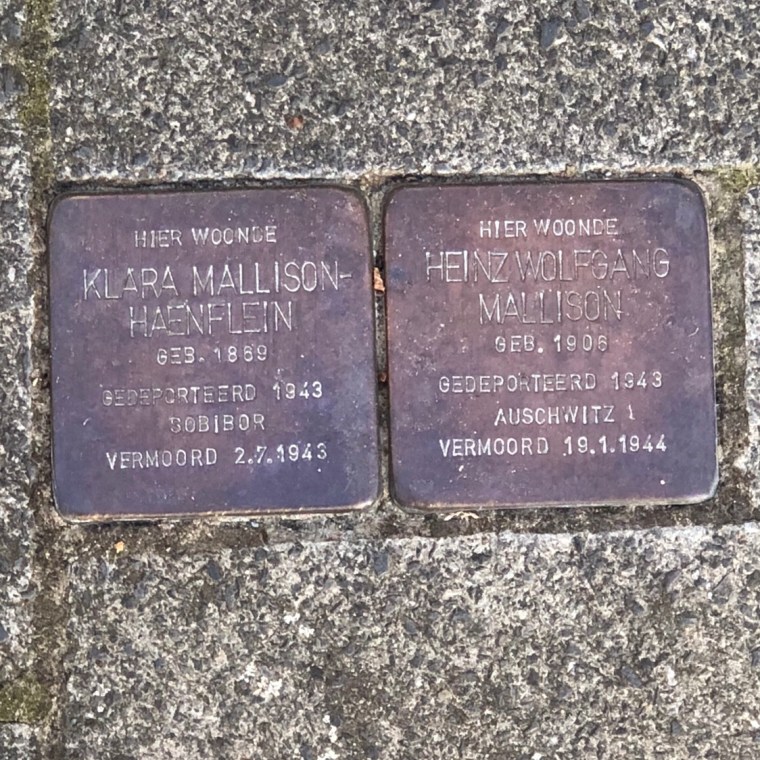 HIER WOONDE
KLARA MALLISON-
HAENFLEIN
GEB. 1869
GEDEPORTEERD 1943
SOBIBOR
VERMOORD 2.7.1943
HIER WOONDE
HEINZ WOLFGANG
MALLISON
GEB. 1906
GEDEPORTEERD 1943
AUSCHWITZ
VERMOORD 19.1.1944